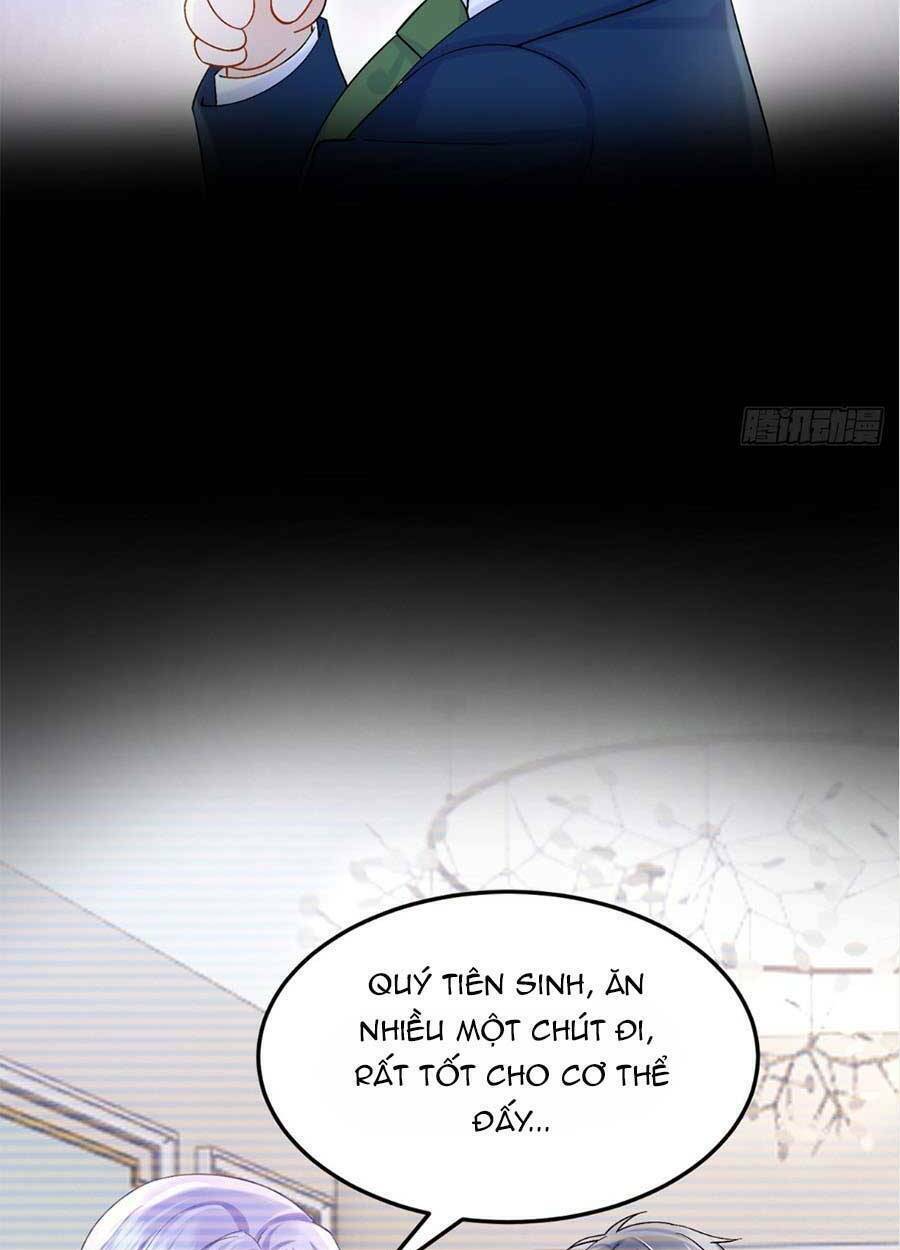 腾讯动漫
QUÝ TIÊN SINH, ĂN
NHIỀU MỘT CHÚT ĐI,
RẤT TỐT CHO CƠ THỂ
ĐẤY...